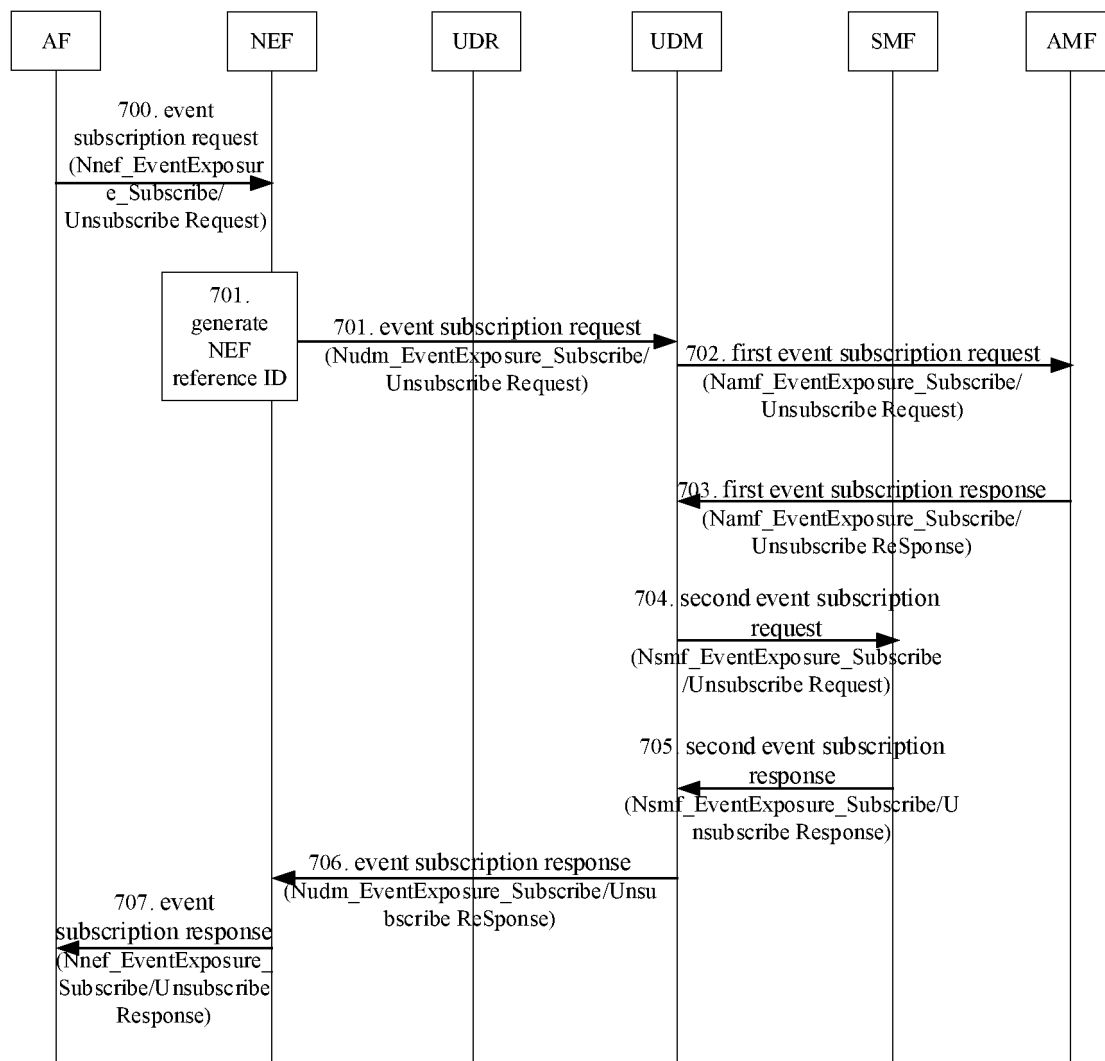 AF
NEF
UDR
UDM
SMF
AMF
700. event
subscription request
(Nnef_EventExposur
e_Subscribe/
Unsubscribe Request)
701.
generate
NEF
reference ID
701. event subscription request
(Nudm_EventExposure_Subscribe/
Unsubscribe Request)
702. first event subscription request
(Namf_EventExposure_Subscribe/
Unsubscribe Request)
703. first event subscription response
(Namf_EventExposure_Subscribe/
Unsubscribe ReSponse)
704. second event subscription
request
(Nsmf_EventExposure_Subscribe
/Unsubscribe Request)
705. second event subscription
response
(Nsmf_EventExposure_Subscribe/U
nsubscribe Response)
706. event subscription response
(Nudm_EventExposure_Subscribe/Unsu
bscribe ReSponse)
707. event
subscription response
(Nnef_EventExposure_
Subscribe/Unsubscribe
Response)